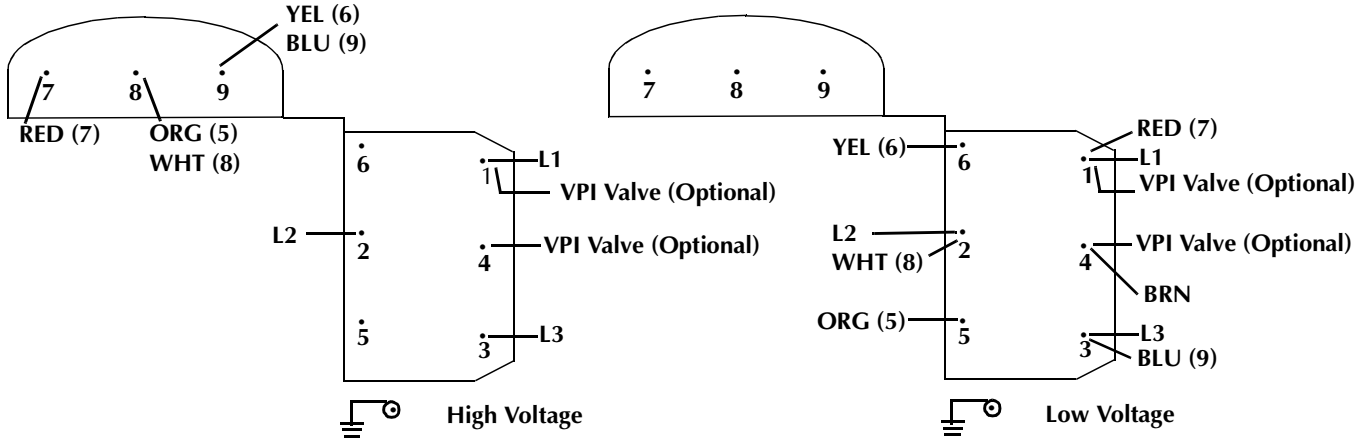 YEL (6)
BLU (9)
7
8
9
RED (7)
ORG (5)
WHT (8)
6
1
L1
VPI Valve (Optional)
L2
2
4
VPI Valve (Optional)
5
3
L3
High Voltage
7
8
9
RED (7)
YEL (6)
6
1
L1
VPI Valve (Optional)
L2
WHT (8)
2
4
VPI Valve (Optional)
BRN
ORG (5)
5
3
L3
BLU (9)
Low Voltage